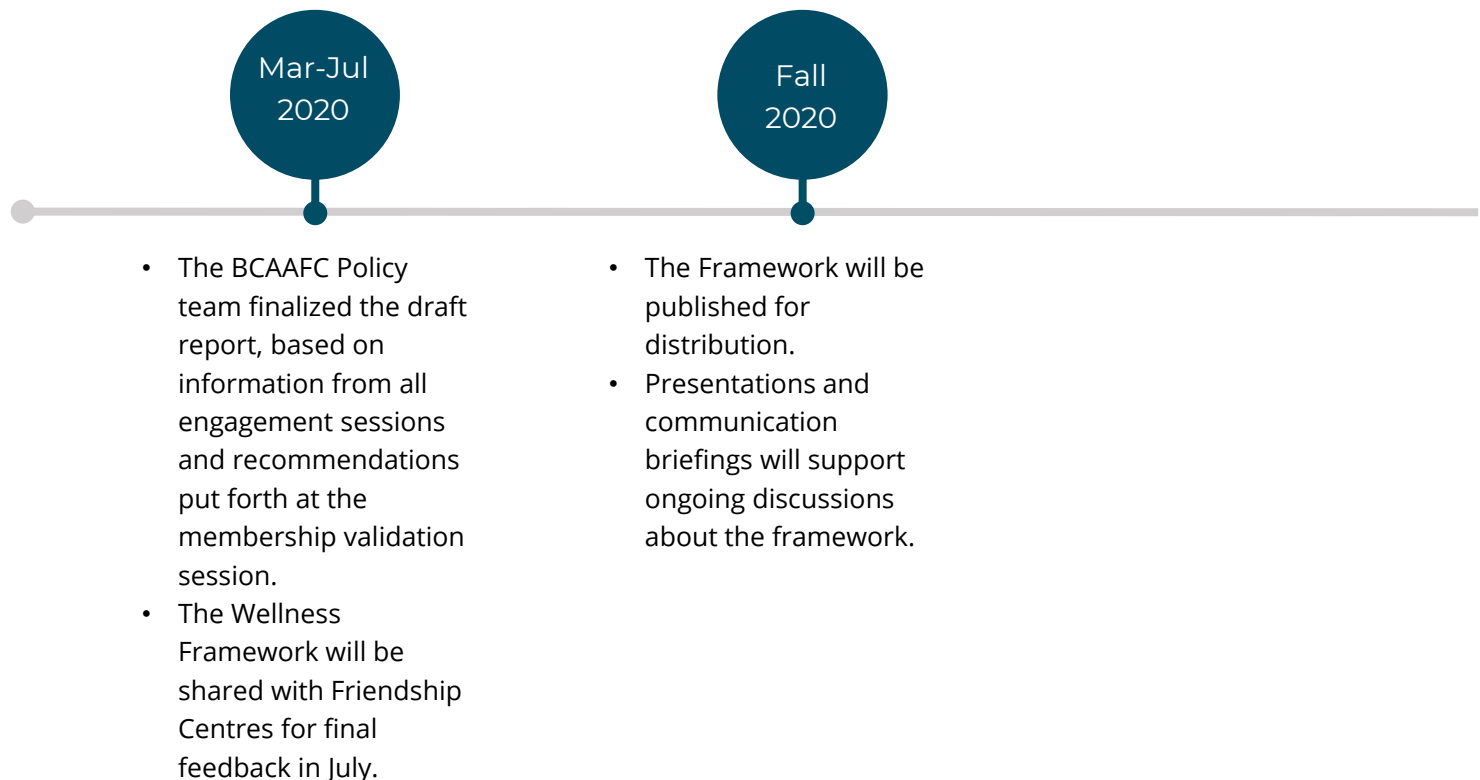 Mar-Jul
2020
• The BCAAFC Policy
team finalized the draft
report, based on
information from all
engagement sessions
and recommendations
put forth at the
membership validation
session.
• The Wellness
Framework will be
shared with Friendship
Centres for final
feedback in July.
Fall
2020
• The Framework will be
published for
distribution.
• Presentations and
communication
briefings will support
ongoing discussions
about the framework.